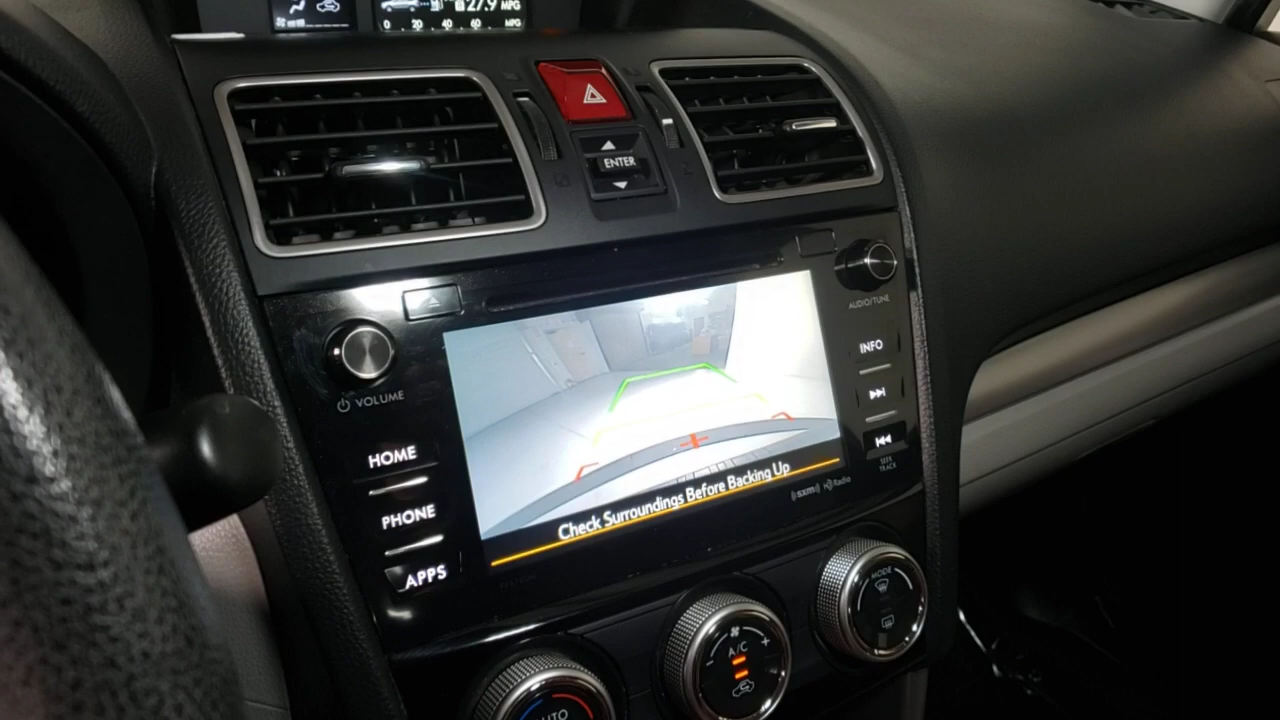 27.9 MPG
0 20 40 60 MPG
ENTER
AUDIO/TUNE
VOLUME
INFO
HOME
PHONE
APPS
SEEK
TRACK
Check Surroundings Before Backing Up
((sxm)) HD Radio
MODE
A/C
- +
AUTO